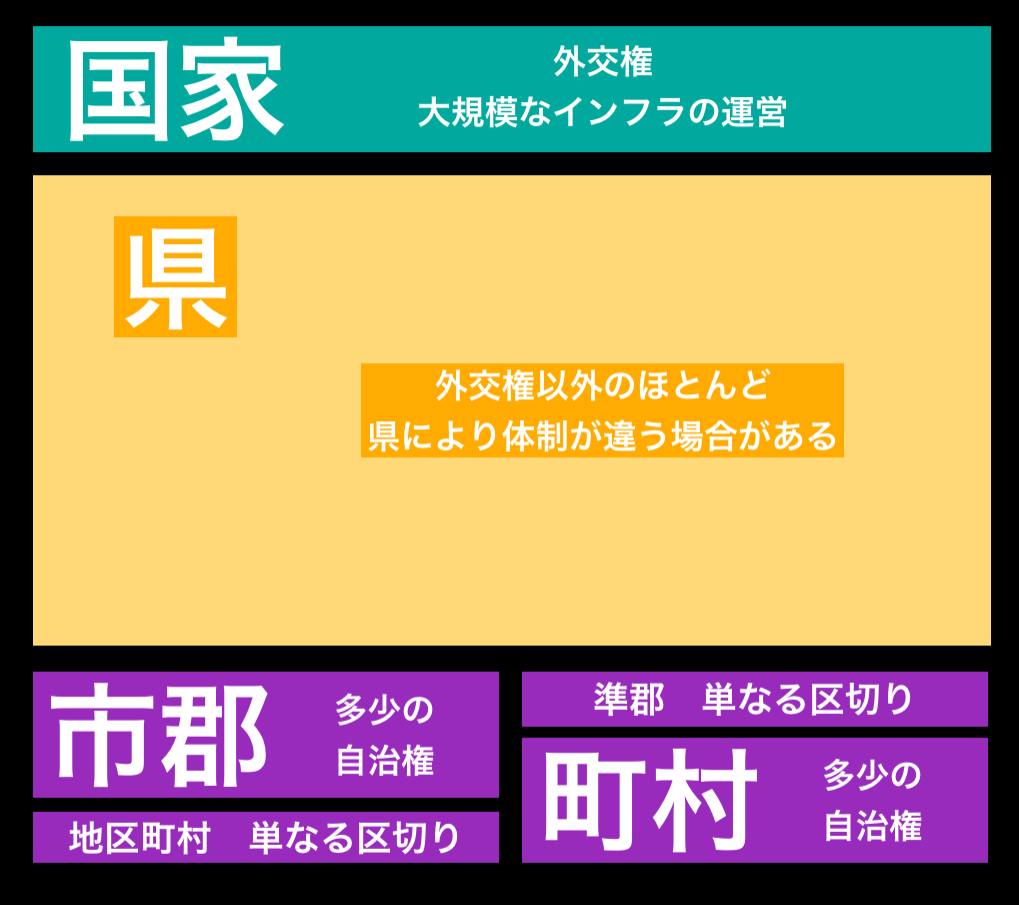 国家
外交権
大規模なインフラの運営
県
外交権以外のほとんど
県により体制が違う場合がある
市郡
多少の
自治権
地区町村　単なる区切り
準郡　単なる区切り
町村
多少の
自治権